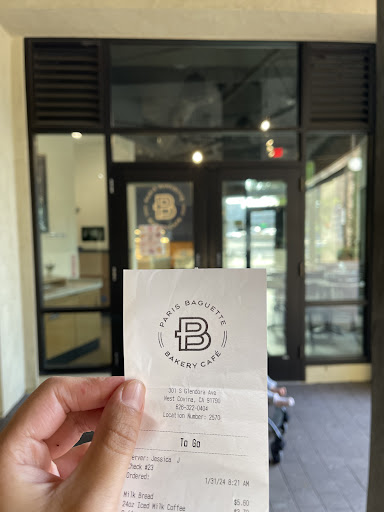 PARIS BAGUETTE
B
BAKERY CAFÉ
301 S Glendora Ave
West Covina, CA 91790
626-322-0404
Location Number: 2570
To Go
Server: Jessica J
Check #23
Ordered: 1/31/24 8:21 AM
Milk Bread $5.60
24oz Iced Milk Coffee